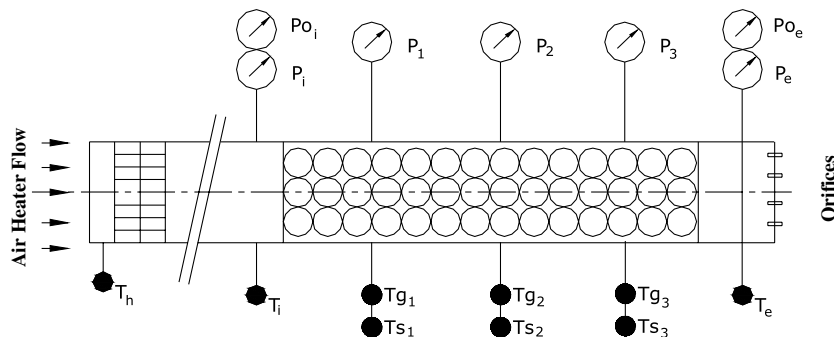 Po_i
P_i
P_1
P_2
P_3
Po_e
P_e
Air Heater Flow
Orifices
T_h
T_i
Tg_1
Ts_1
Tg_2
Ts_2
Tg_3
Ts_3
T_e